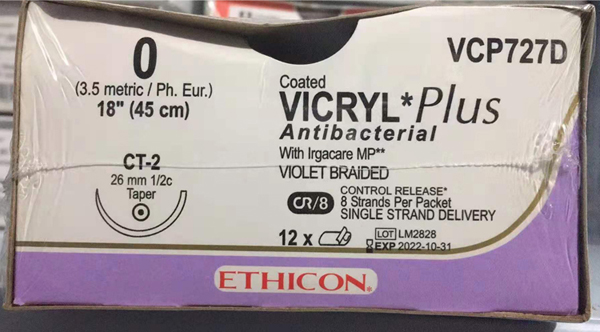 0
(3.5 metric / Ph. Eur.)
18" (45 cm)
CT-2
26 mm 1/2c
Taper
VCP727D
Coated
VICRYL* Plus
Antibacterial
With Irgacare MP**
VIOLET BRAIDED
CR/8
CONTROL RELEASE*
8 Strands Per Packet
SINGLE STRAND DELIVERY
12 x
LOT LM2828
EXP 2022-10-31
ETHICON